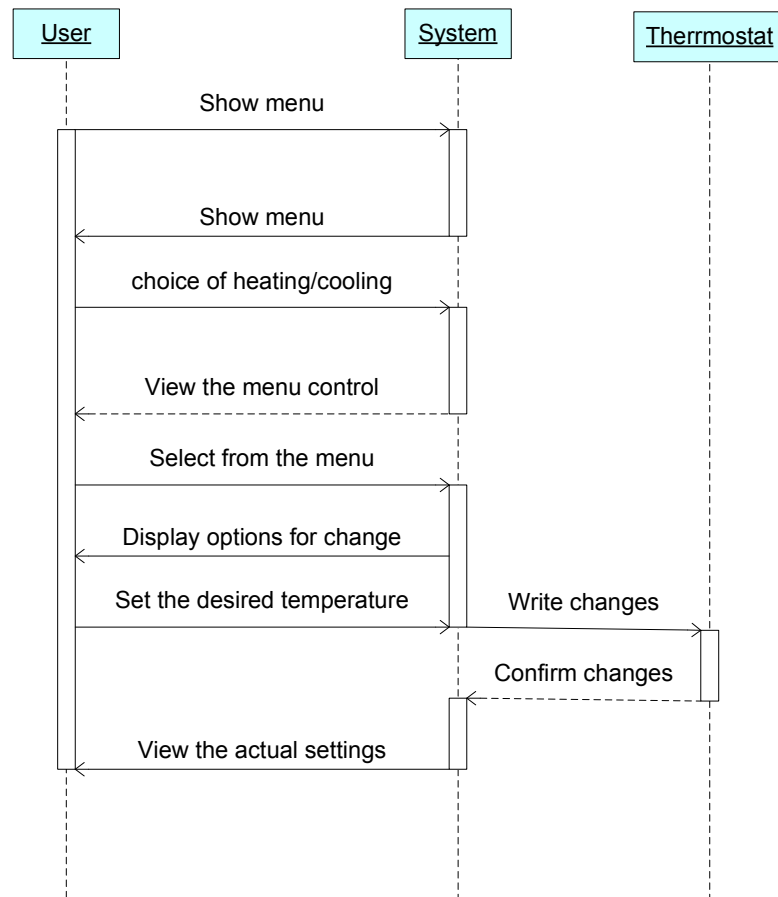 User
System
Therrmostat
Show menu
Show menu
choice of heating/cooling
View the menu control
Select from the menu
Display options for change
Set the desired temperature
Write changes
Confirm changes
View the actual settings